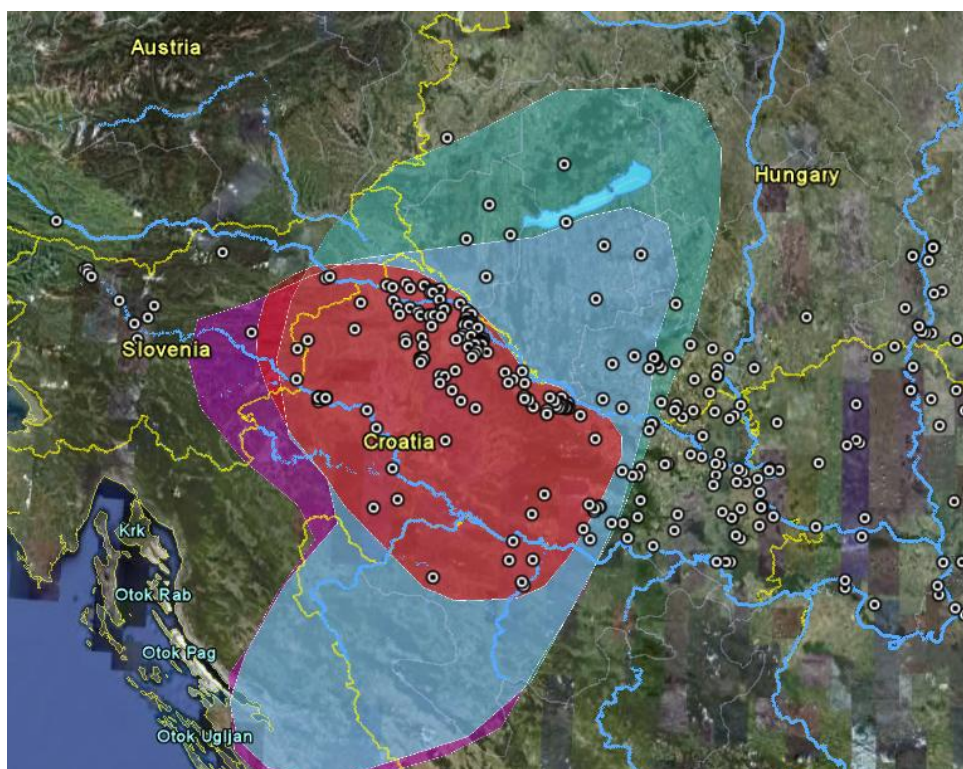 Austria
Hungary
Slovenia
Croatia
Krk
Otok Rab
Otok Pag
Otok Ugljan